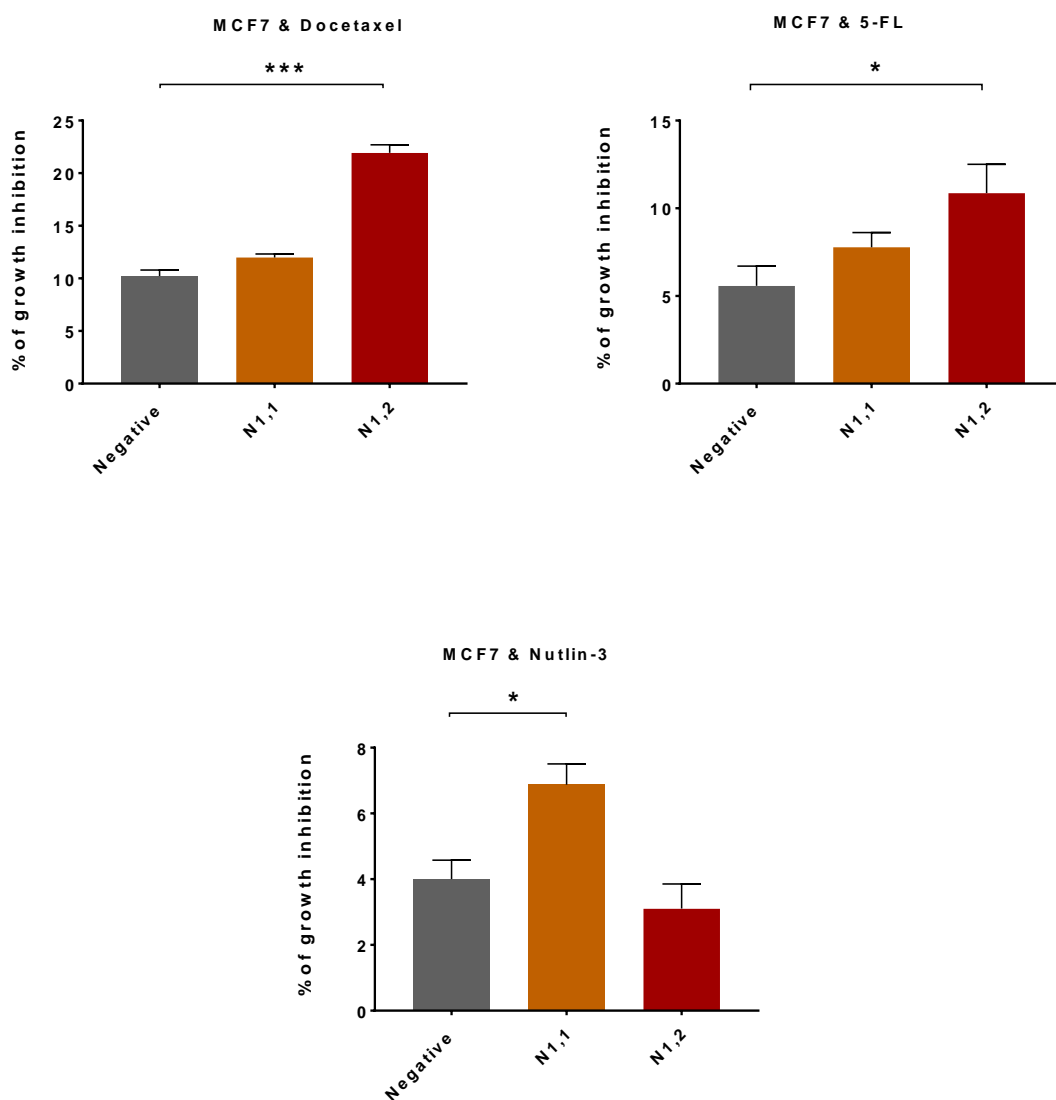 MCF7 & Docetaxel
***
% of growth inhibition
25
20
15
10
5
0
Negative
N1,1
N1,2
MCF7 & 5-FL
*
% of growth inhibition
15
10
5
0
Negative
N1,1
N1,2
MCF7 & Nutlin-3
*
% of growth inhibition
8
6
4
2
0
Negative
N1,1
N1,2